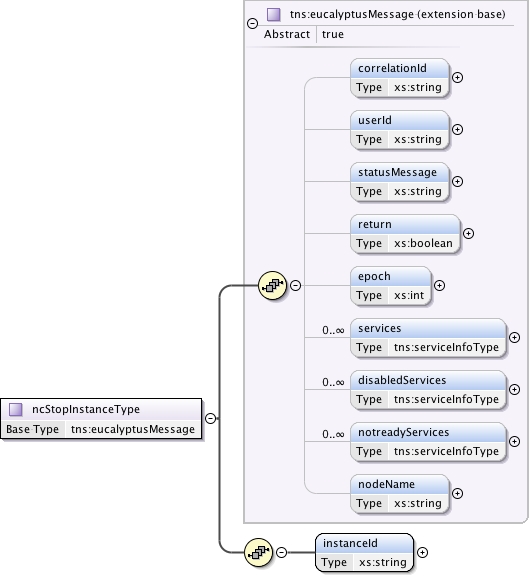 tns:eucalyptusMessage (extension base)
Abstract true
correlationId
Type xs:string
userId
Type xs:string
statusMessage
Type xs:string
return
Type xs:boolean
epoch
Type xs:int
0..∞ services
Type tns:serviceInfoType
0..∞ disabledServices
Type tns:serviceInfoType
0..∞ notreadyServices
Type tns:serviceInfoType
nodeName
Type xs:string
ncStopInstanceType
Base Type tns:eucalyptusMessage
instanceId
Type xs:string